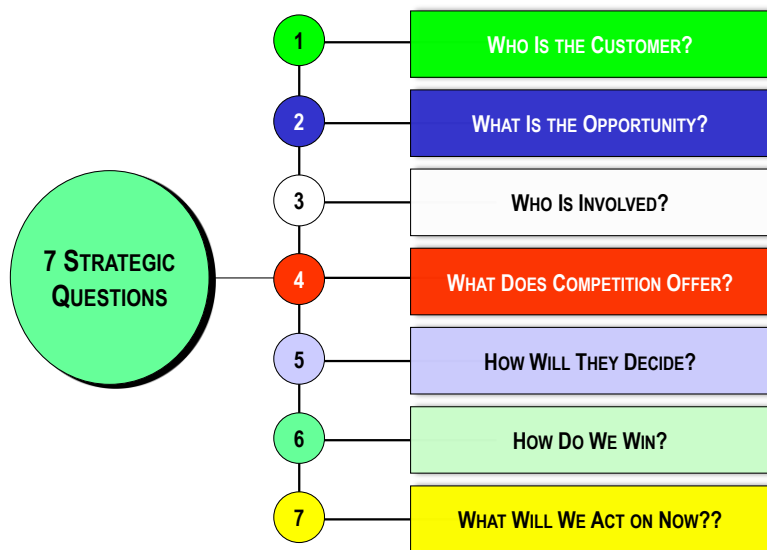 1
WHO IS THE CUSTOMER?
2
WHAT IS THE OPPORTUNITY?
3
WHO IS INVOLVED?
7 STRATEGIC
QUESTIONS
4
WHAT DOES COMPETITION OFFER?
5
HOW WILL THEY DECIDE?
6
HOW DO WE WIN?
7
WHAT WILL WE ACT ON NOW??